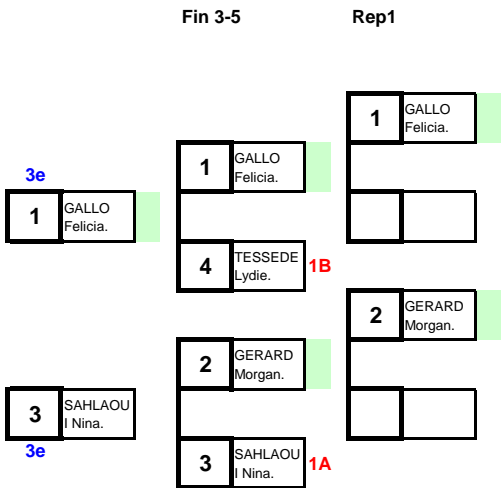 Fin 3-5
Rep1
1
GALLO
Felicia.
1
GALLO
Felicia.
3e
1
GALLO
Felicia.
4
TESSEDE
Lydie.
1B
2
GERARD
Morgan.
2
GERARD
Morgan.
3
SAHLAOU
I Nina.
3e
3
SAHLAOU
I Nina.
1A